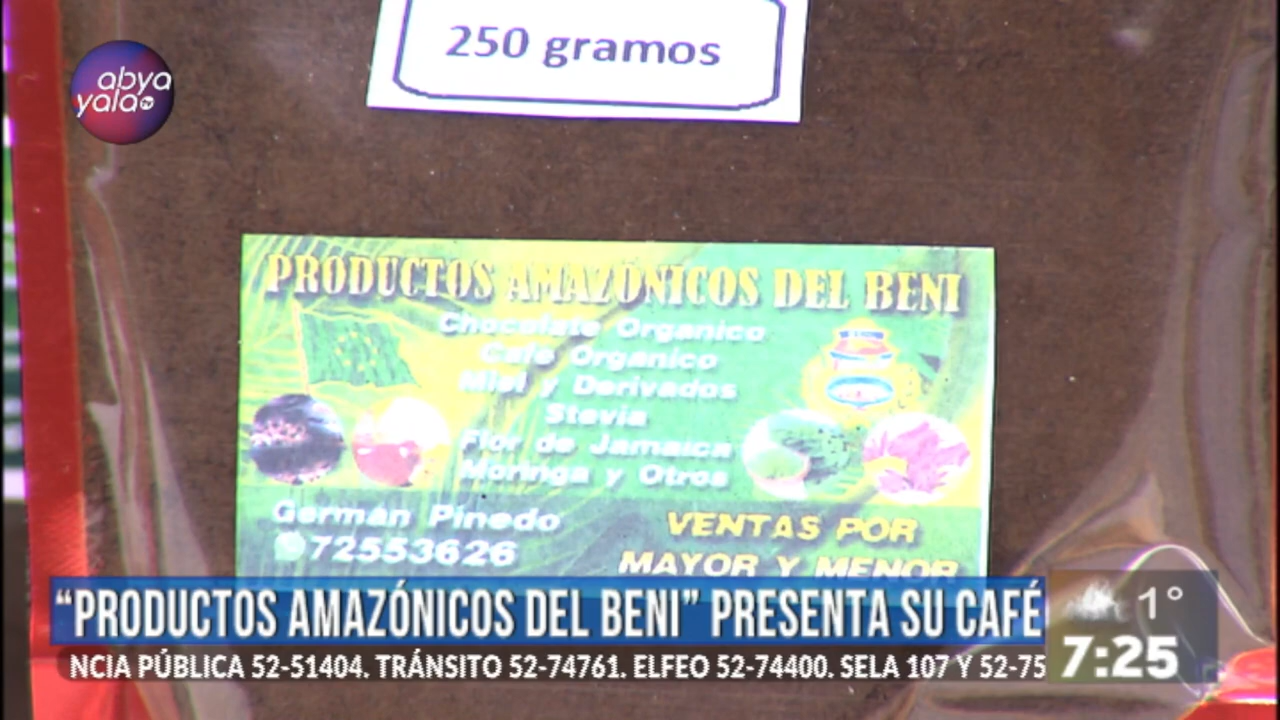 250 gramos
abya
yala tv
PRODUCTOS AMAZÓNICOS DEL BENI
Chocolate Organico
Cafe Organico
Miel y Derivados
Stevia
Flor de Jamaica
Moringa y Otros
Germán Pinedo
72553626
VENTAS POR
MAYOR Y MENOR
“PRODUCTOS AMAZÓNICOS DEL BENI” PRESENTA SU CAFÉ
1°
NCIA PÚBLICA 52-51404. TRÁNSITO 52-74761. ELFEO 52-74400. SELA 107 Y 52-75
7:25